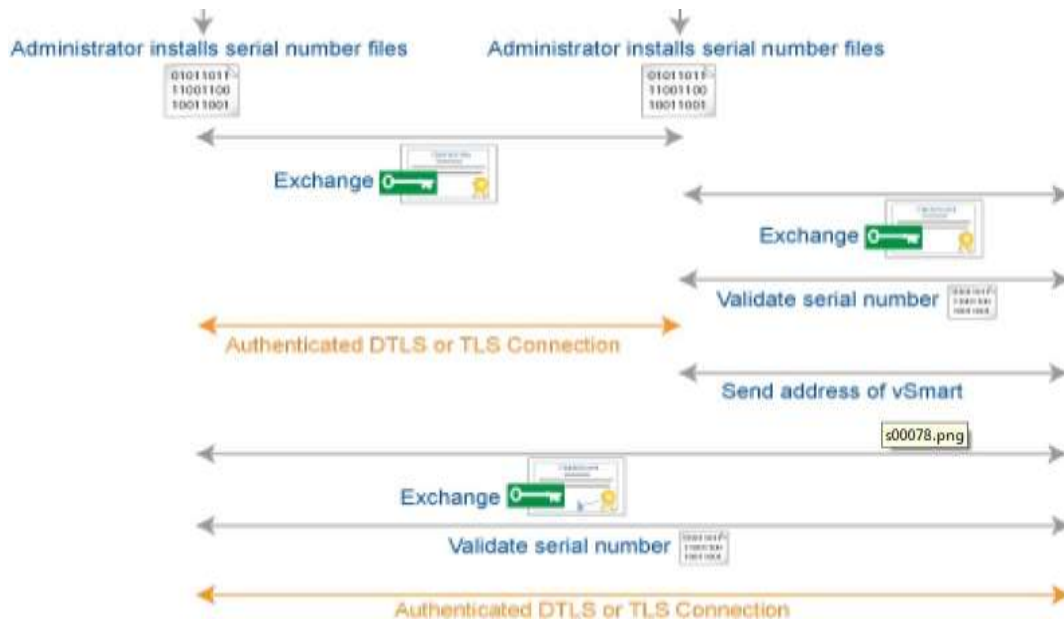 Administrator installs serial number files
Administrator installs serial number files
01011011
11001100
10011001
01011011
11001100
10011001
Exchange
Exchange
Validate serial number
Authenticated DTLS or TLS Connection
Send address of vSmart
s00078.png
Exchange
Validate serial number
Authenticated DTLS or TLS Connection